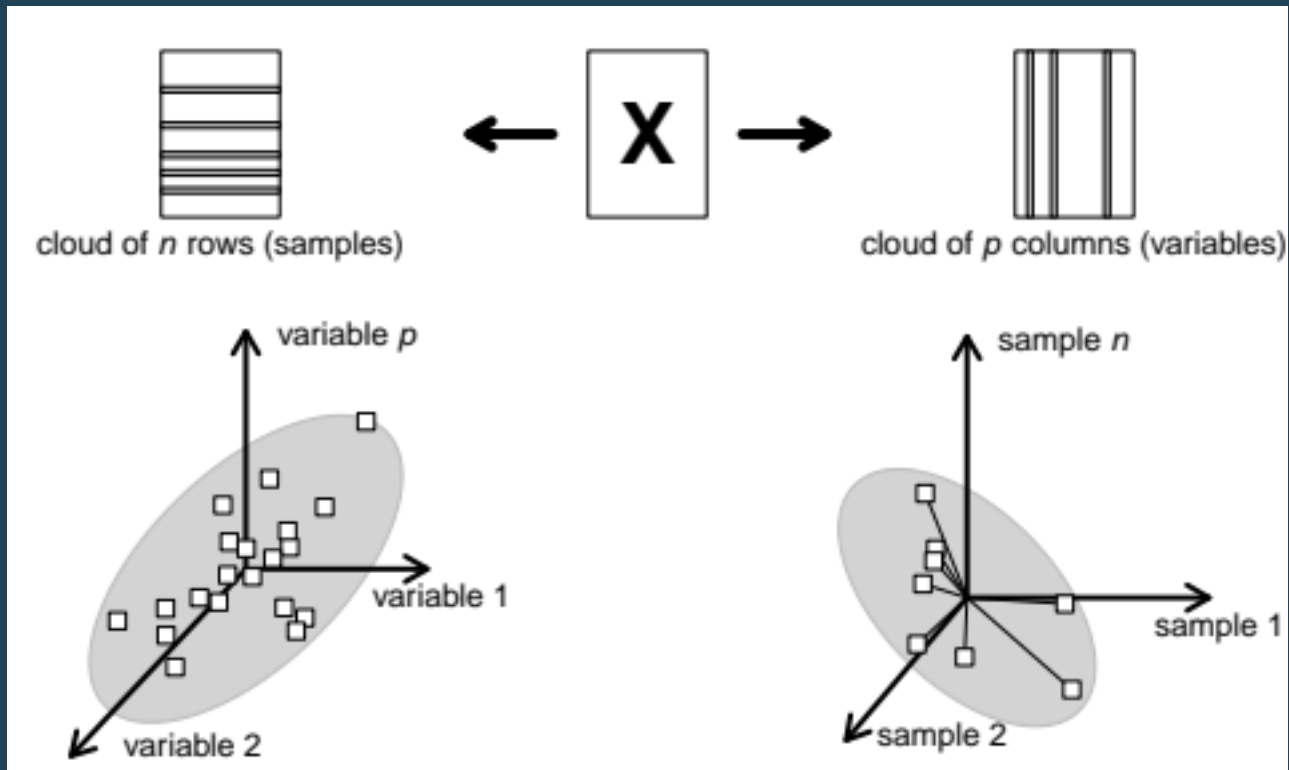 X
cloud of n rows (samples)
cloud of p columns (variables)
variable p
variable 1
variable 2
sample n
sample 1
sample 2